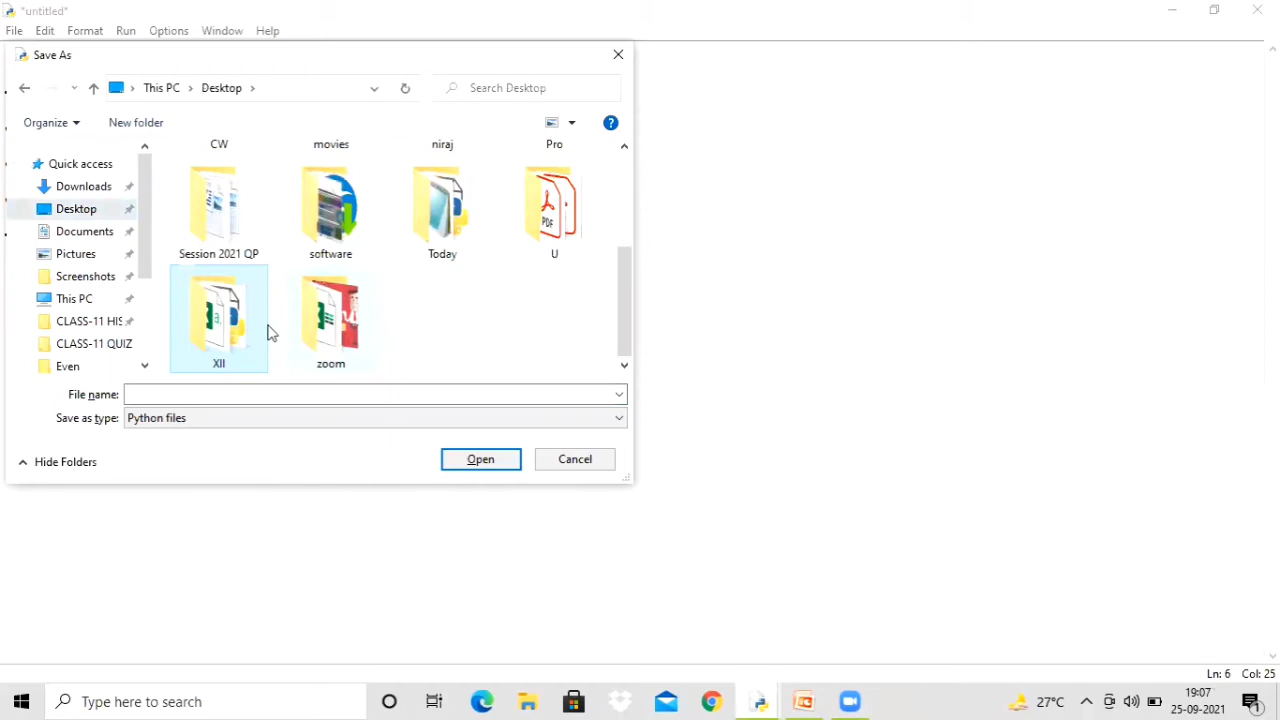 *untitled*
File Edit Format Run Options Window Help
Save As
This PC Desktop Search Desktop
Organize New folder
CW movies niraj Pro
Quick access
Downloads
Desktop
Documents
Pictures
Screenshots
This PC
CLASS-11 HIS
CLASS-11 QUIZ
Even
PDF
Session 2021 QP software Today U
XII zoom
File name:
Save as type: Python files
Hide Folders Open Cancel
Ln: 6 Col: 25
Type here to search
27°C
19:07
25-09-2021
1